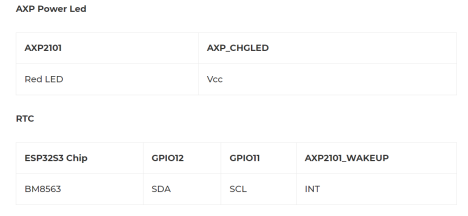 AXP Power Led
AXP2101 AXP_CHGLED
Red LED Vcc
RTC
ESP32S3 Chip GPIO12 GPIO11 AXP2101_WAKEUP
BM8563 SDA SCL INT